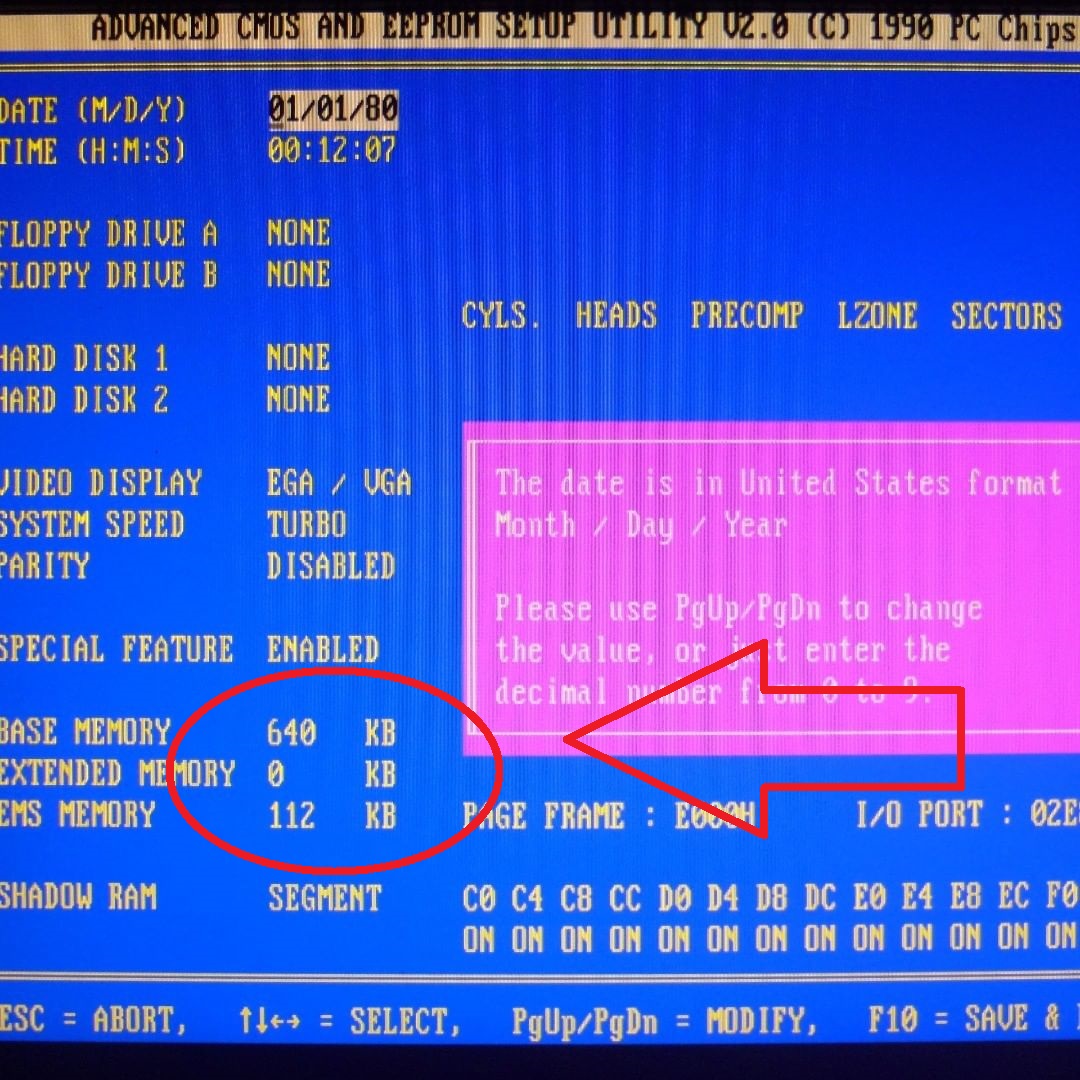 ADVANCED CMOS AND EEPROM SETUP UTILITY V2.0 (C) 1990 PC Chips
DATE (M/D/Y) 01/01/80
TIME (H:M:S) 00:12:07
FLOPPY DRIVE A NONE
FLOPPY DRIVE B NONE
CYLS. HEADS PRECOMP LZONE SECTORS
HARD DISK 1 NONE
HARD DISK 2 NONE
VIDEO DISPLAY EGA / VGA
SYSTEM SPEED TURBO
PARITY DISABLED
The date is in United States format
Month / Day / Year
Please use PgUp/PgDn to change
the value, or just enter the
decimal number from 0 to 9.
SPECIAL FEATURE ENABLED
BASE MEMORY 640 KB
EXTENDED MEMORY 0 KB
EMS MEMORY 112 KB PAGE FRAME : E000H I/O PORT : 02E
SHADOW RAM SEGMENT C0 C4 C8 CC D0 D4 D8 DC E0 E4 E8 EC F0
ON ON ON ON ON ON ON ON ON ON ON ON ON
ESC = ABORT, ↑↓←→ = SELECT, PgUp/PgDn = MODIFY, F10 = SAVE &